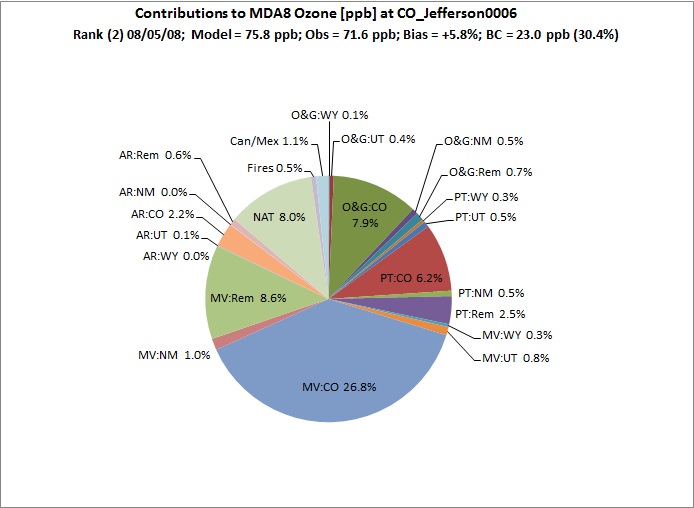 Contributions to MDA8 Ozone [ppb] at CO_Jefferson0006
Rank (2) 08/05/08; Model = 75.8 ppb; Obs = 71.6 ppb; Bias = +5.8%; BC = 23.0 ppb (30.4%)
O&G:WY 0.1%
O&G:UT 0.4%
O&G:NM 0.5%
O&G:Rem 0.7%
PT:WY 0.3%
PT:UT 0.5%
O&G:CO
7.9%
PT:CO 6.2%
PT:NM 0.5%
PT:Rem 2.5%
MV:WY 0.3%
MV:UT 0.8%
MV:CO 26.8%
MV:NM 1.0%
MV:Rem 8.6%
AR:WY 0.0%
AR:UT 0.1%
AR:CO 2.2%
AR:NM 0.0%
AR:Rem 0.6%
NAT 8.0%
Fires 0.5%
Can/Mex 1.1%